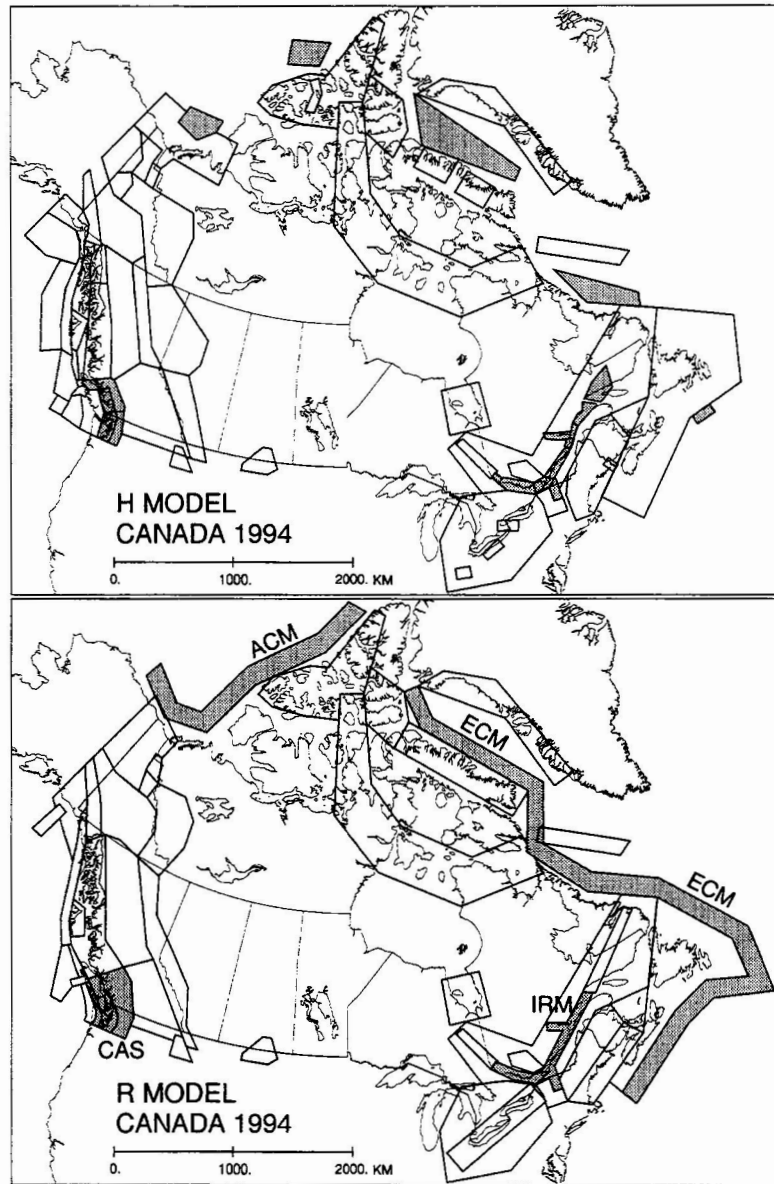 H MODEL
CANADA 1994
0. 1000. 2000. KM
ACM
ECM
ECM
IRM
CAS
R MODEL
CANADA 1994
0. 1000. 2000. KM